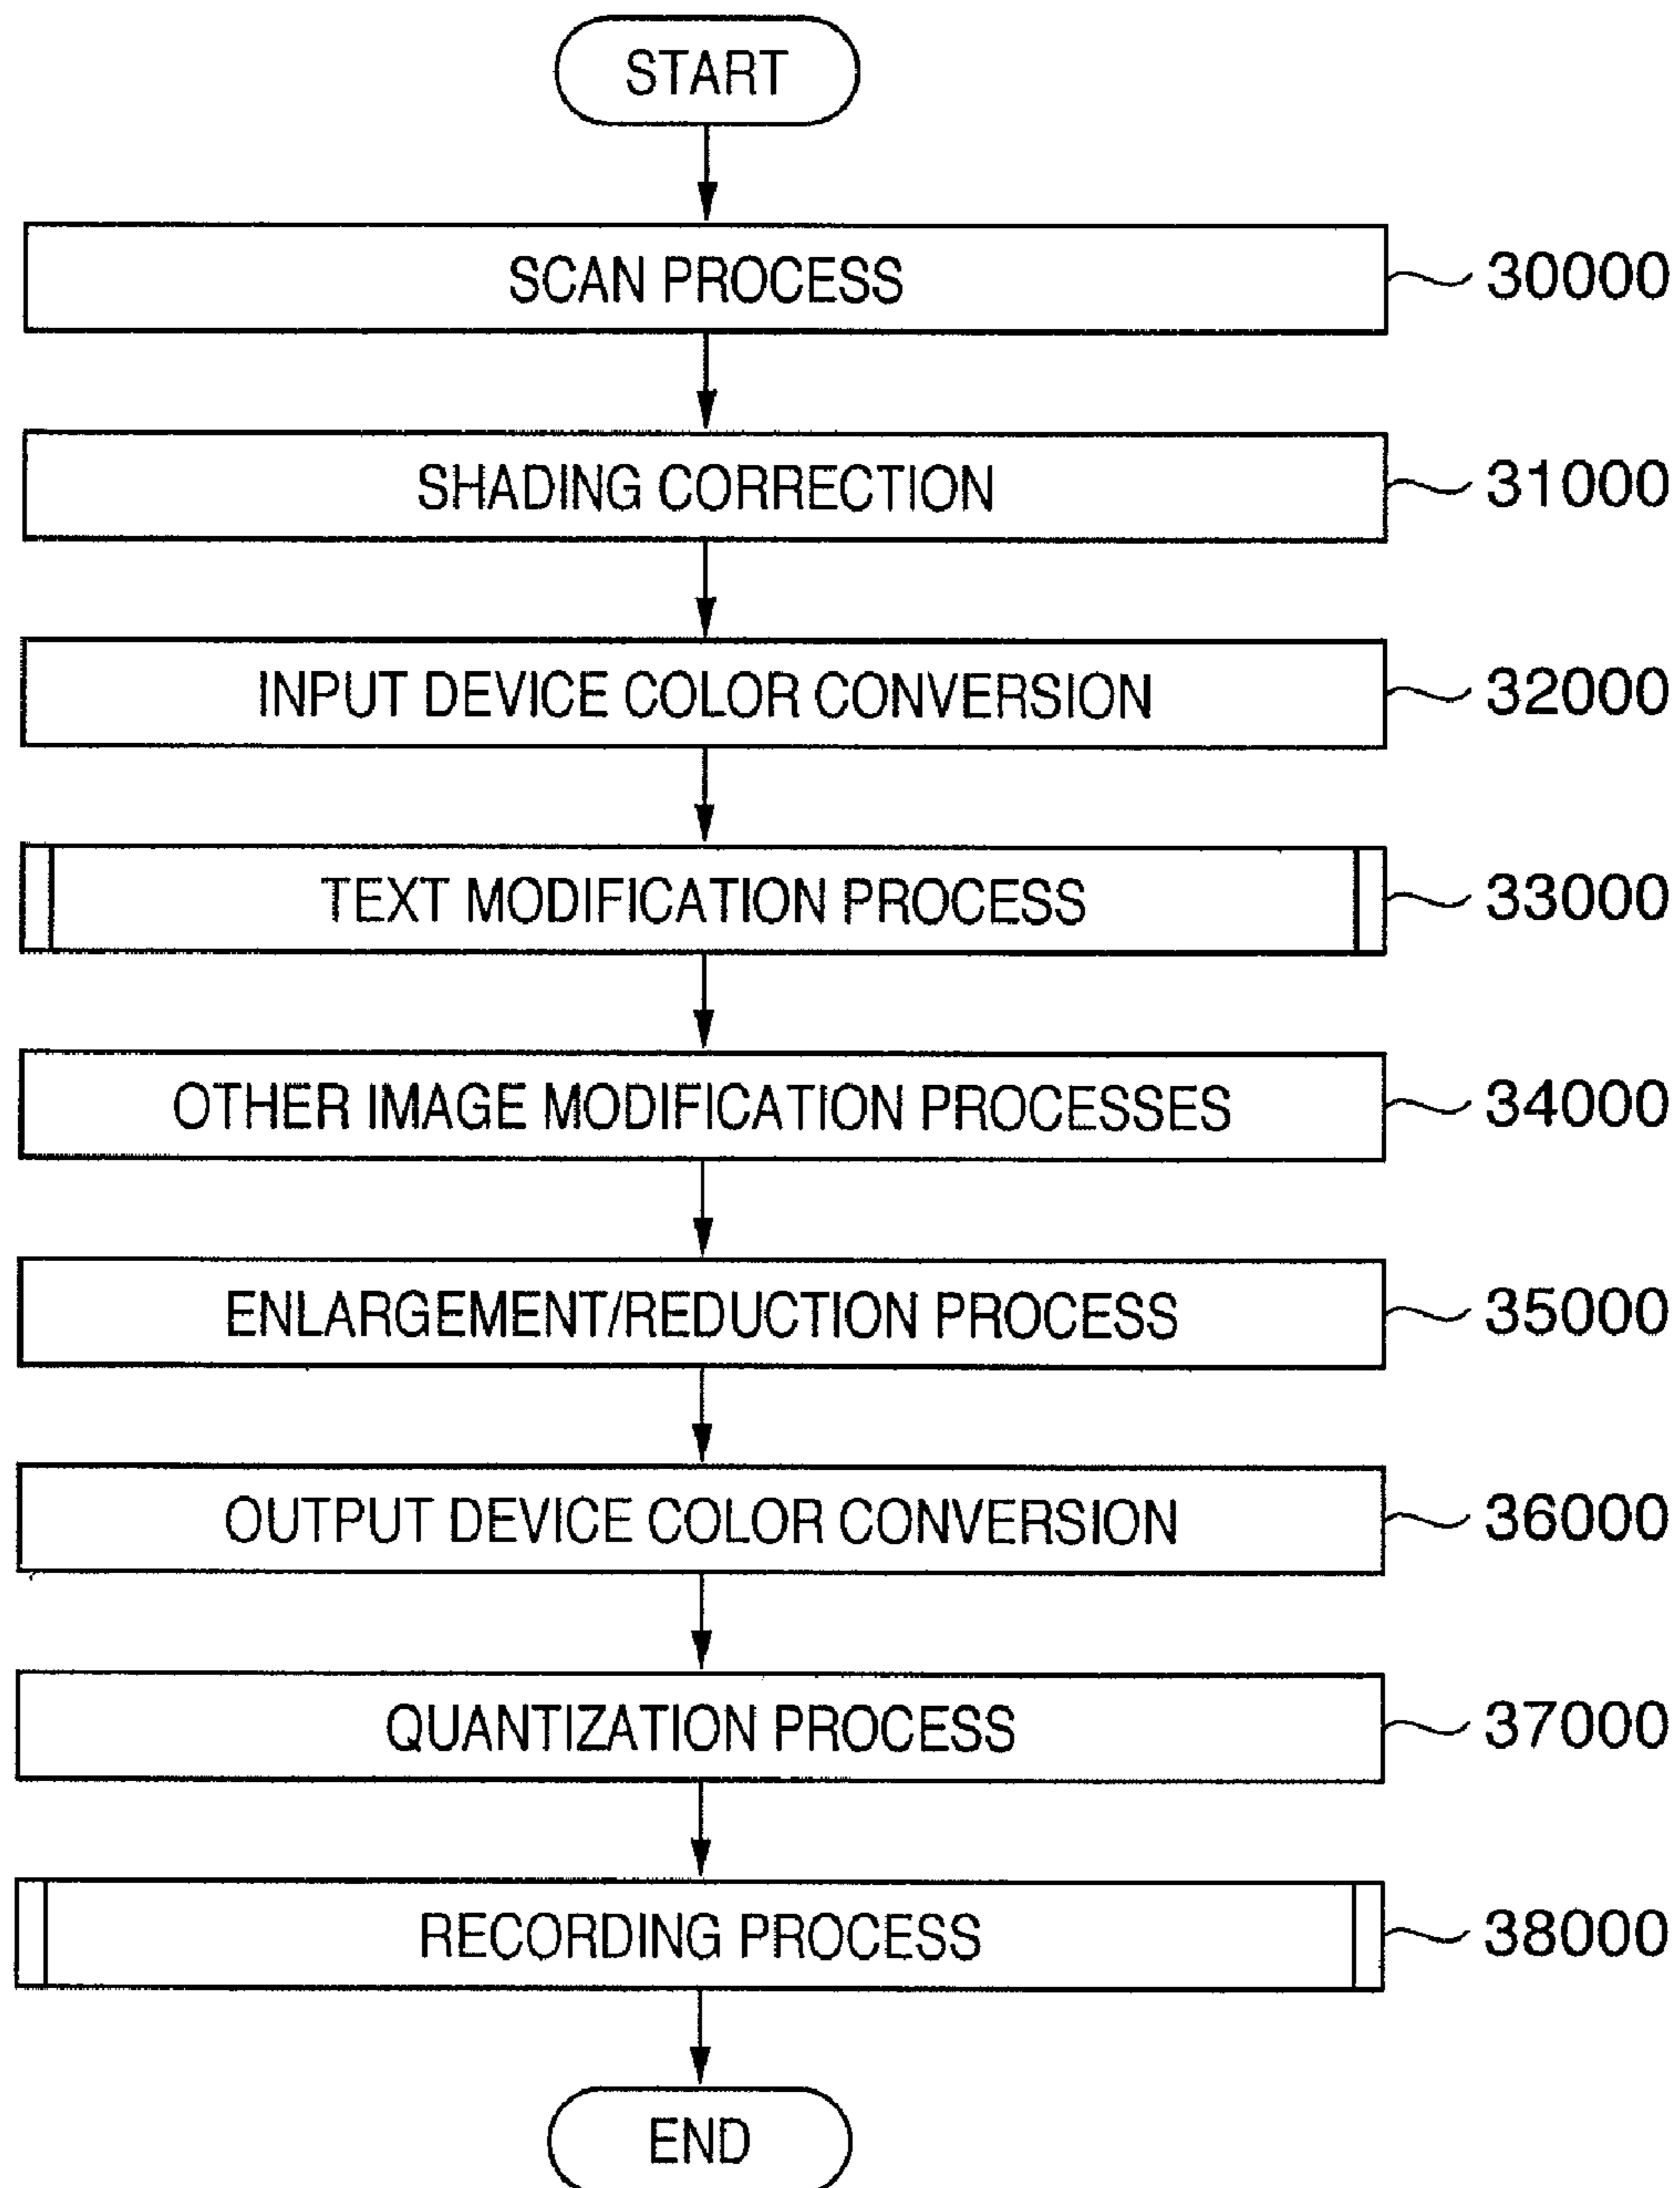 START
SCAN PROCESS 30000
SHADING CORRECTION 31000
INPUT DEVICE COLOR CONVERSION 32000
TEXT MODIFICATION PROCESS 33000
OTHER IMAGE MODIFICATION PROCESSES 34000
ENLARGEMENT/REDUCTION PROCESS 35000
OUTPUT DEVICE COLOR CONVERSION 36000
QUANTIZATION PROCESS 37000
RECORDING PROCESS 38000
END